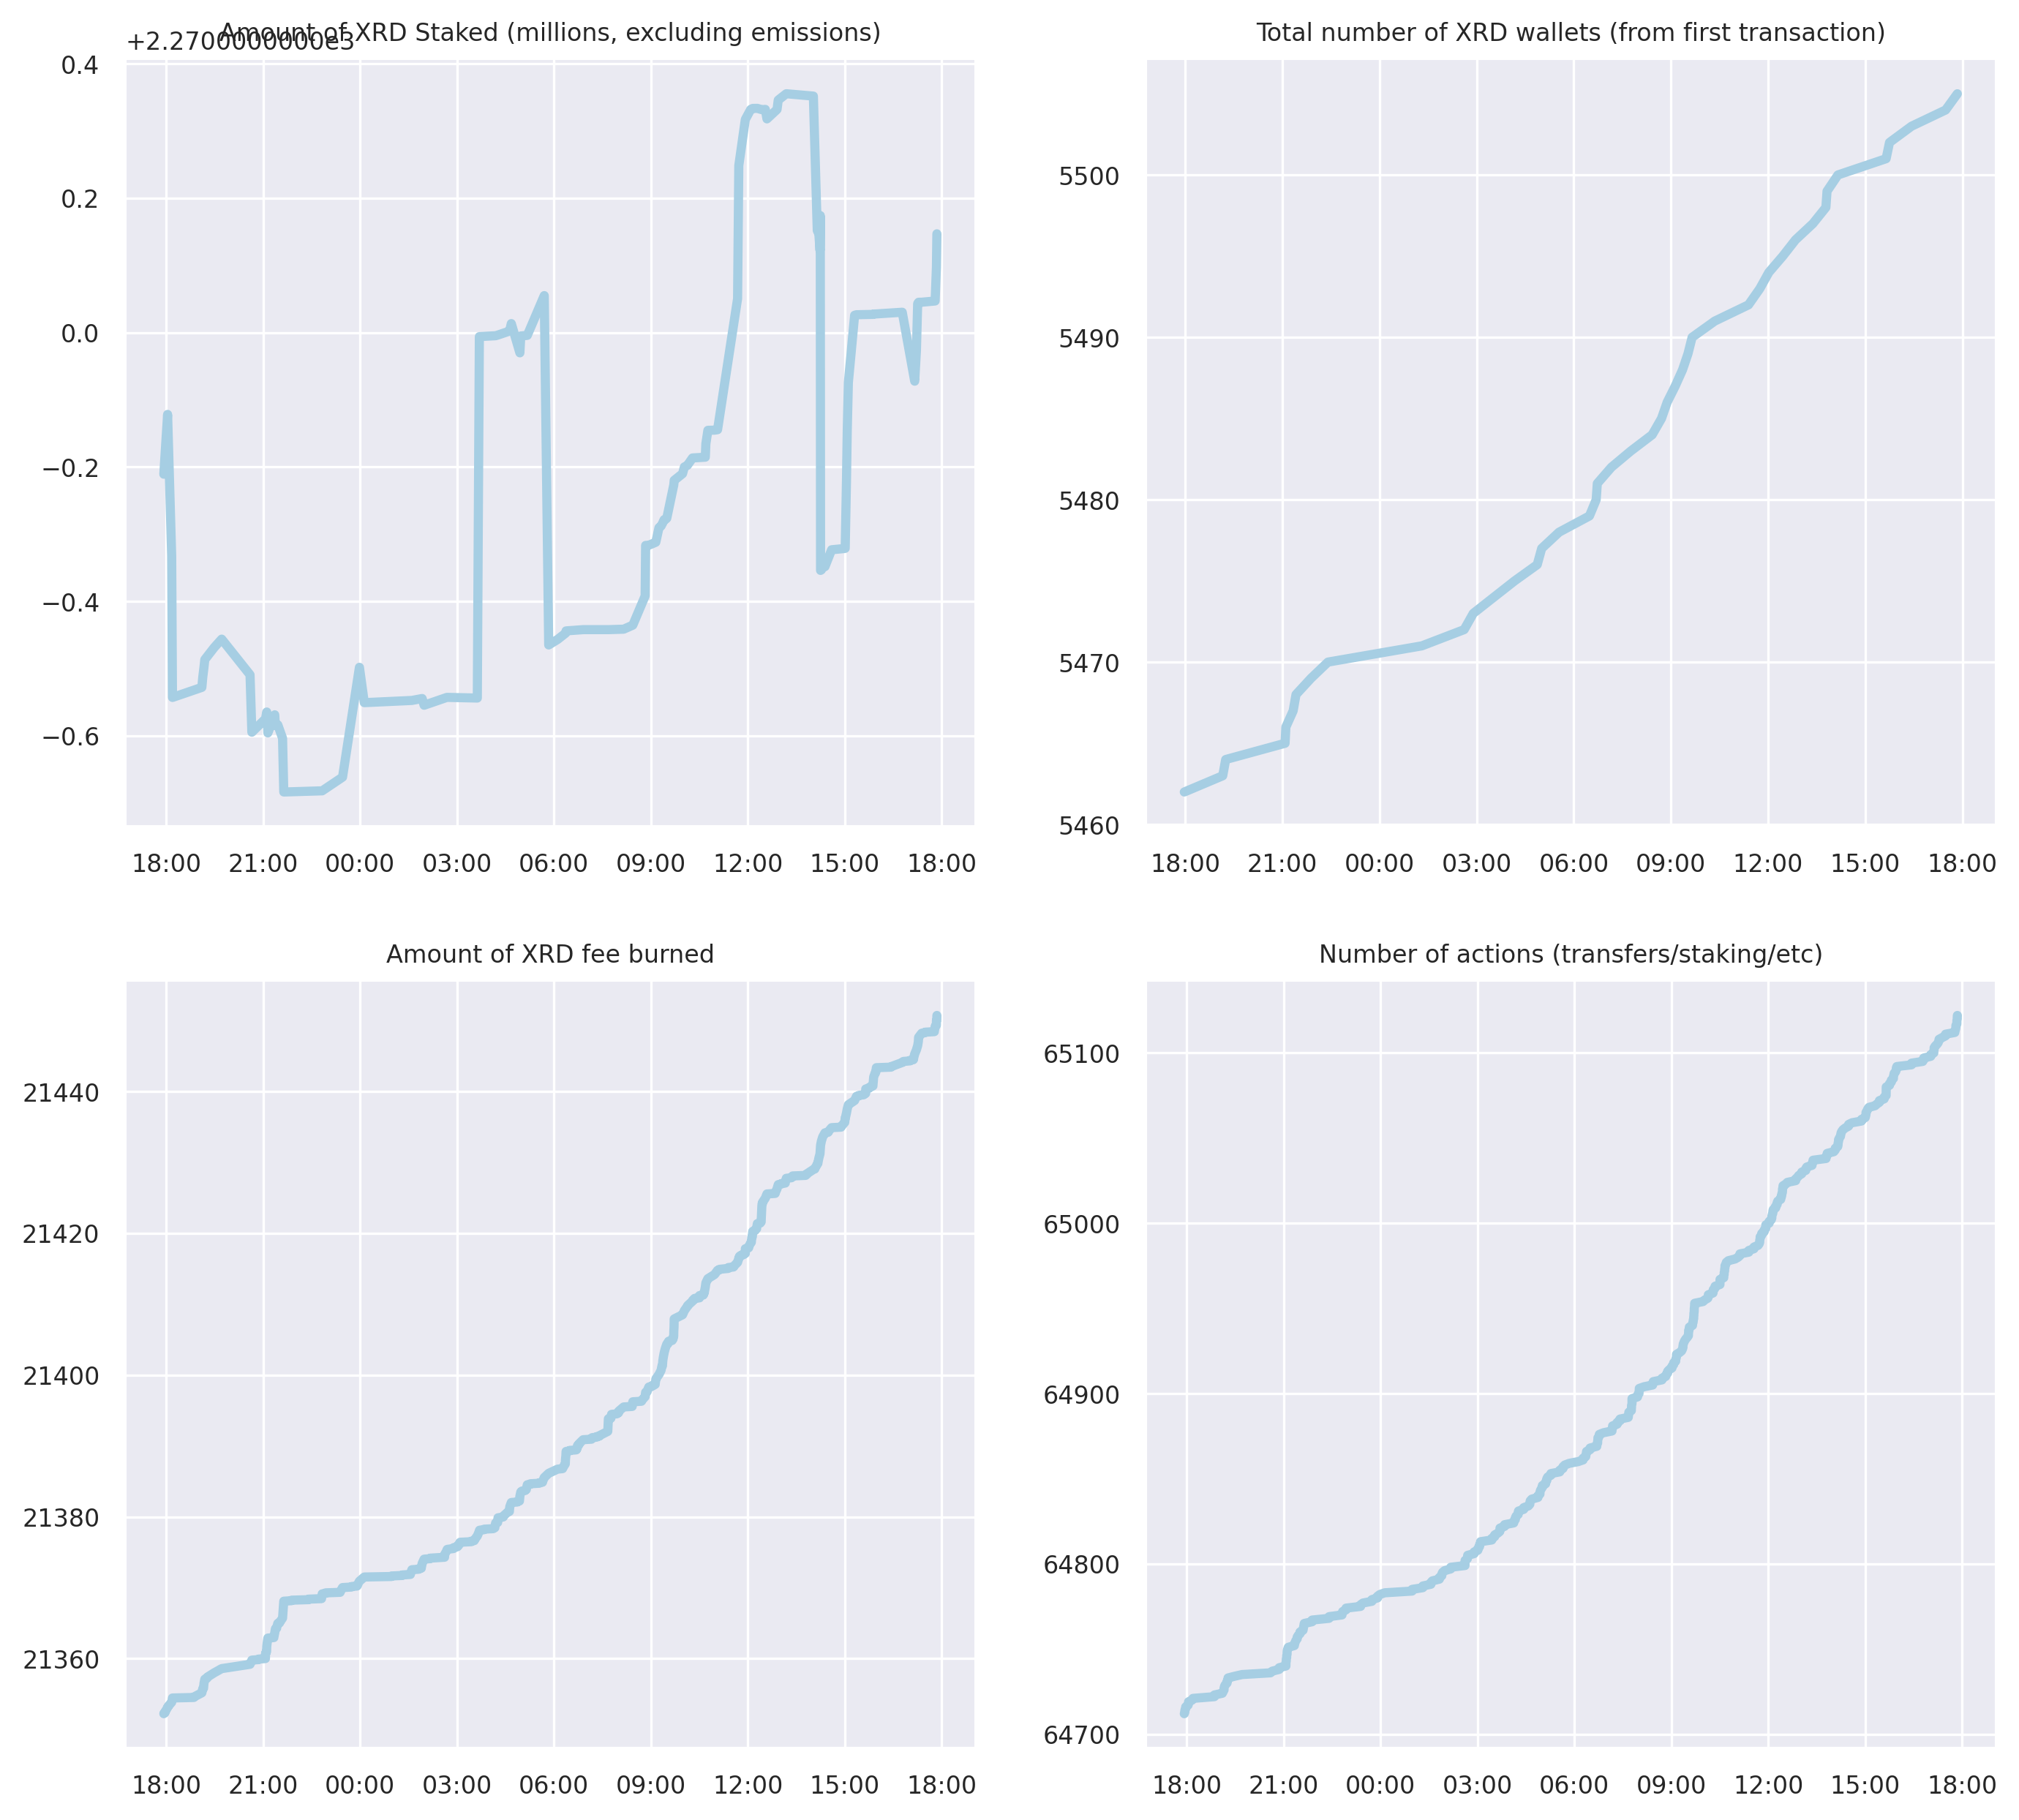 Amount of XRD Staked (millions, excluding emissions)
+2.2700000000e3
0.4
0.2
0.0
−0.2
−0.4
−0.6
18:00 21:00 00:00 03:00 06:00 09:00 12:00 15:00 18:00
Total number of XRD wallets (from first transaction)
5500
5490
5480
5470
5460
18:00 21:00 00:00 03:00 06:00 09:00 12:00 15:00 18:00
Amount of XRD fee burned
21440
21420
21400
21380
21360
18:00 21:00 00:00 03:00 06:00 09:00 12:00 15:00 18:00
Number of actions (transfers/staking/etc)
65100
65000
64900
64800
64700
18:00 21:00 00:00 03:00 06:00 09:00 12:00 15:00 18:00